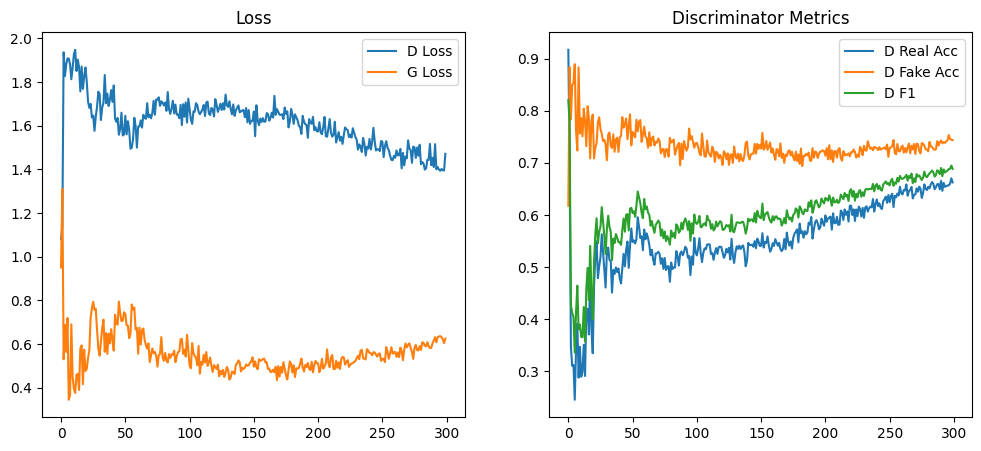 Loss
2.0
1.8
1.6
1.4
1.2
1.0
0.8
0.6
0.4
0 50 100 150 200 250 300
D Loss
G Loss
Discriminator Metrics
0.9
0.8
0.7
0.6
0.5
0.4
0.3
0 50 100 150 200 250 300
D Real Acc
D Fake Acc
D F1